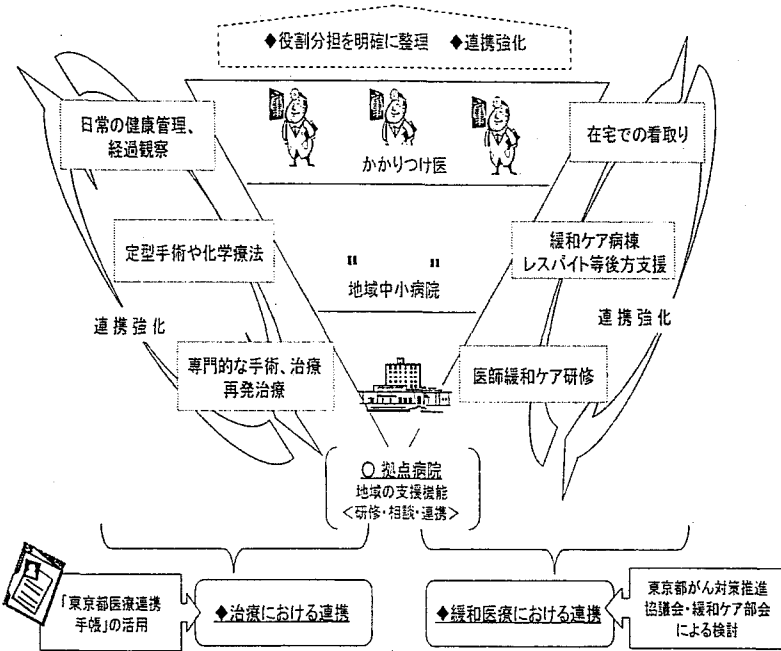 ◆役割分担を明確に整理　◆連携強化
日常の健康管理、
経過観察
かかりつけ医
在宅での看取り
定型手術や化学療法
地域中小病院
緩和ケア病棟
レスパイト等後方支援
連携強化
連携強化
専門的な手術、治療
再発治療
医師緩和ケア研修
○ 拠点病院
地域の支援機能
<研修・相談・連携>
「東京都医療連携
手帳」の活用
◆治療における連携
◆緩和医療における連携
東京都がん対策推進
協議会・緩和ケア部会
による検討